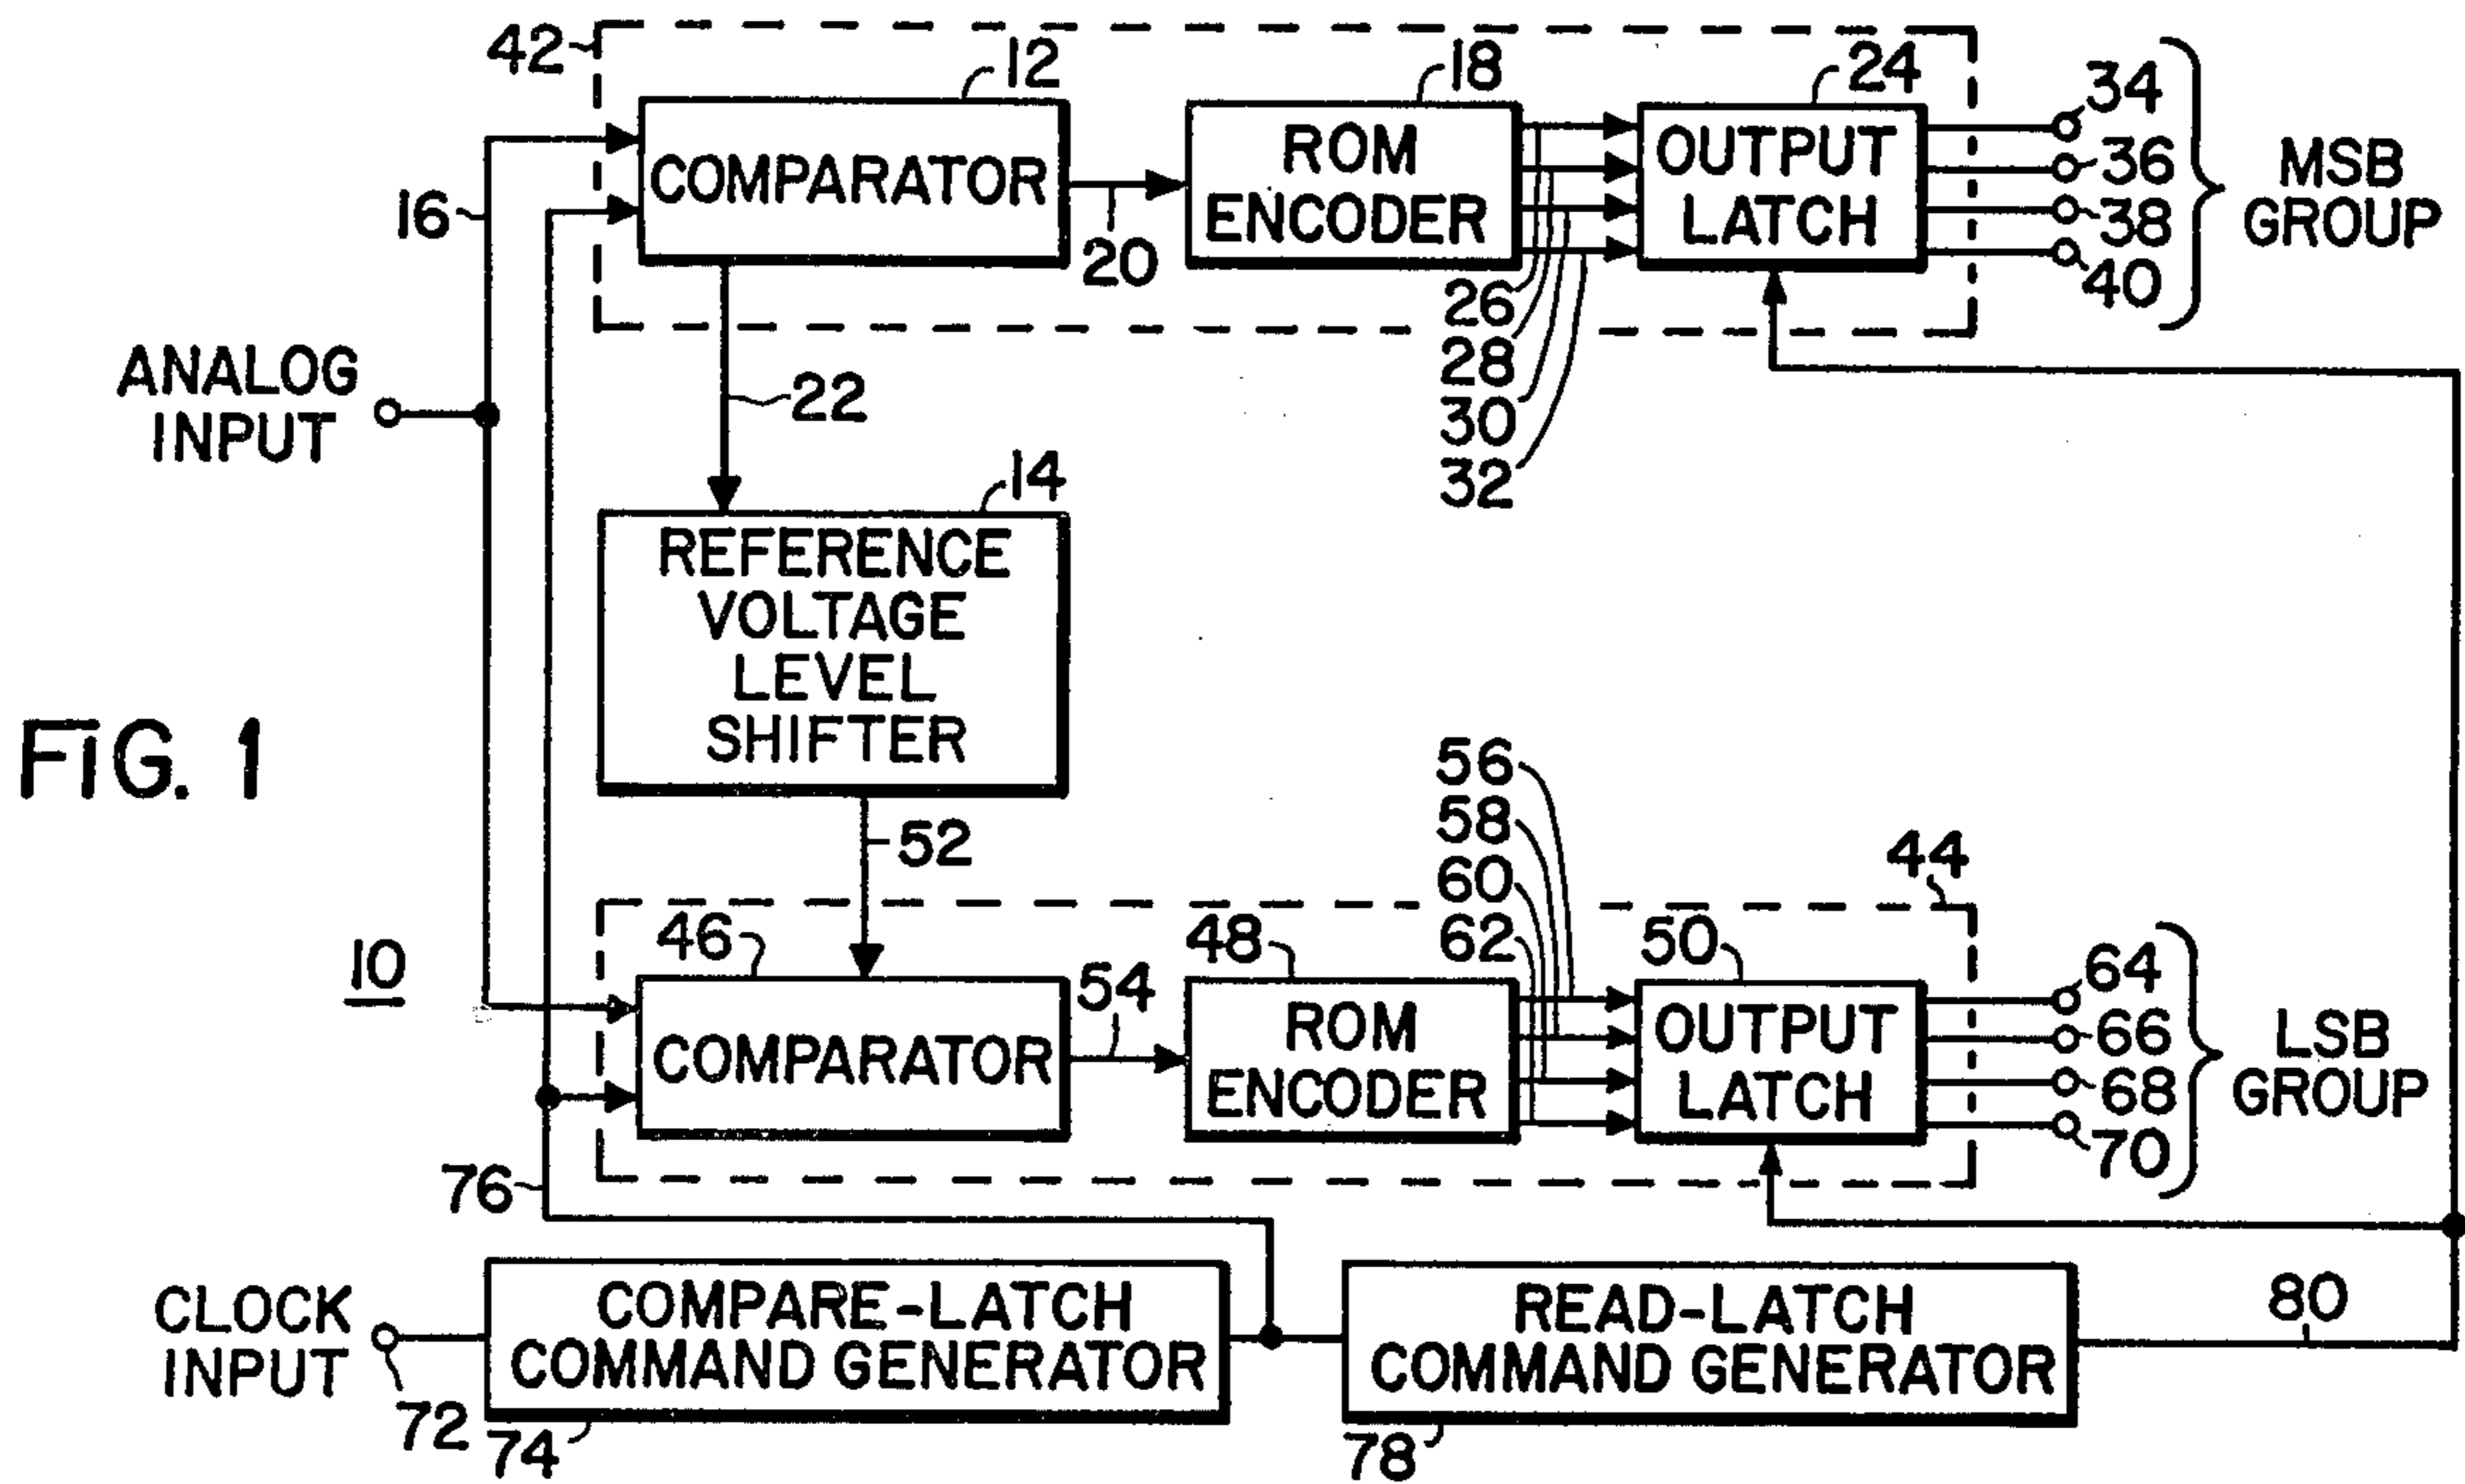 42
12
18
24
34
COMPARATOR
ROM
ENCODER
OUTPUT
LATCH
36
38
40
MSB
GROUP
16
20
26
28
30
32
ANALOG
INPUT
22
14
REFERENCE
VOLTAGE
LEVEL
SHIFTER
FIG. 1
52
56
58
60
62
44
10
46
54
48
50
64
COMPARATOR
ROM
ENCODER
OUTPUT
LATCH
66
68
70
LSB
GROUP
76
CLOCK
INPUT
72
COMPARE-LATCH
COMMAND GENERATOR
74
READ-LATCH
COMMAND GENERATOR
78
80